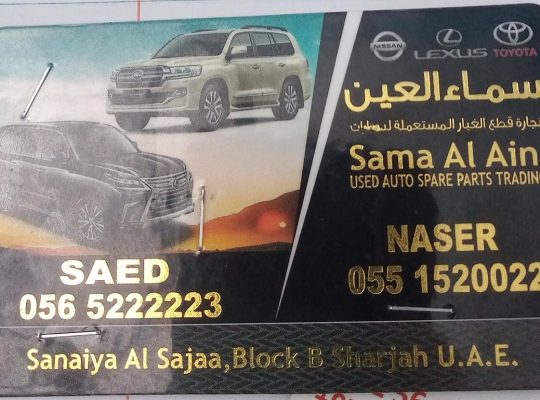 NISSAN
LEXUS
TOYOTA
سماء العين
تجارة قطع الغيار المستعملة للسيارات
Sama Al Ain
USED AUTO SPARE PARTS TRADING
SAED
056 5222223
NASER
055 1520022
Sanaiya Al Sajaa,Block B Sharjah U.A.E.